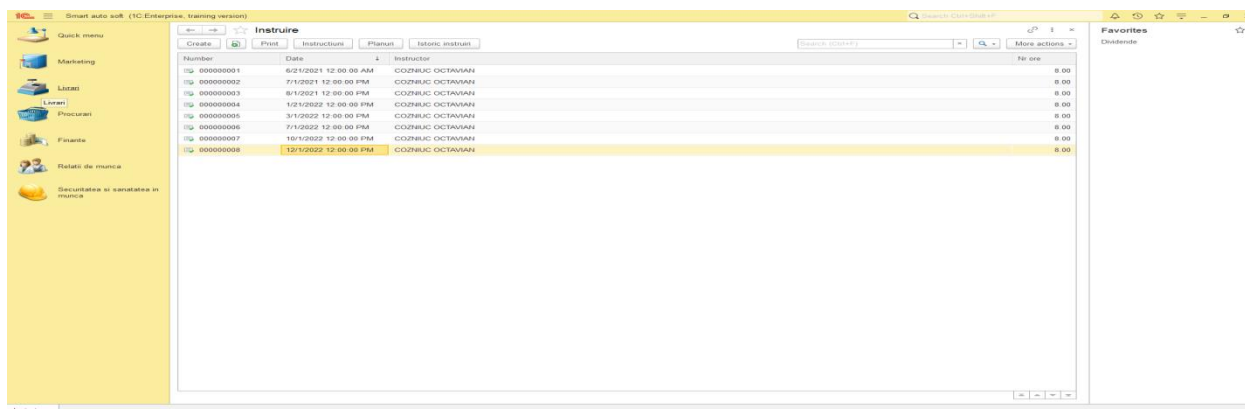 1C Smart auto soft (1C:Enterprise, training version) Search Ctrl+Shift+F
Quick menu
Marketing
Livrari
Livrari
Procurari
Finante
Relatii de munca
Securitatea si sanatatea in
munca
Instruire
Create Print Instructiuni Planuri Istoric instruiri Search (Ctrl+F) More actions
Number Date Instructor Nr ore
000000001 6/21/2021 12:00:00 AM COZNIUC OCTAVIAN 8.00
000000002 7/1/2021 12:00:00 PM COZNIUC OCTAVIAN 8.00
000000003 8/1/2021 12:00:00 PM COZNIUC OCTAVIAN 8.00
000000004 1/21/2022 12:00:00 PM COZNIUC OCTAVIAN 8.00
000000005 3/1/2022 12:00:00 PM COZNIUC OCTAVIAN 8.00
000000006 7/1/2022 12:00:00 PM COZNIUC OCTAVIAN 8.00
000000007 10/1/2022 12:00:00 PM COZNIUC OCTAVIAN 8.00
000000008 12/1/2022 12:00:00 PM COZNIUC OCTAVIAN 8.00
Favorites
Dividende